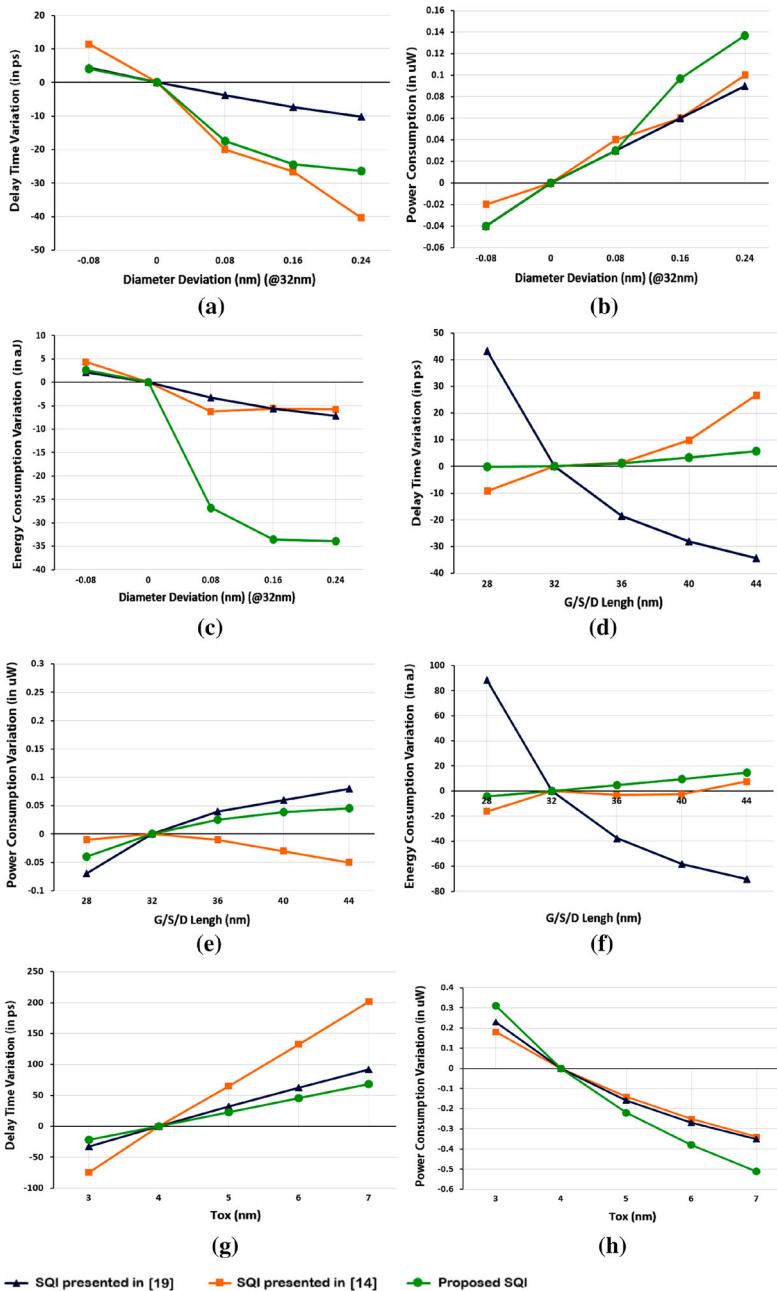 Delay Time Variation (in ps)
20
10
0
-10
-20
-30
-40
-50
-0.08 0 0.08 0.16 0.24
Diameter Deviation (nm) (@32nm)
(a)
Power Consumption (in uW)
0.16
0.14
0.12
0.1
0.08
0.06
0.04
0.02
0
-0.02
-0.04
-0.06
-0.08 0 0.08 0.16 0.24
Diameter Deviation (nm) (@32nm)
(b)
Energy Consumption Variation (in aJ)
10
5
0
-5
-10
-15
-20
-25
-30
-35
-40
-0.08 0 0.08 0.16 0.24
Diameter Deviation (nm) (@32nm)
(c)
Delay Time Variation (in ps)
50
40
30
20
10
0
-10
-20
-30
-40
28 32 36 40 44
G/S/D Lengh (nm)
(d)
Power Consumption Variation (in uW)
0.3
0.2
0.1
0.05
0
-0.05
-0.1
28 32 36 40 44
G/S/D Lengh (nm)
(e)
Energy Consumption Variation (in aJ)
100
80
60
40
20
0
-20
-40
-60
-80
28 32 36 40 44
G/S/D Lengh (nm)
(f)
Delay Time Variation (in ps)
250
200
150
100
50
0
-50
-100
3 4 5 6 7
Tox (nm)
(g)
Power Consumption Variation (in uW)
0.4
0.3
0.2
0.1
0
-0.1
-0.2
-0.3
-0.4
-0.5
-0.6
3 4 5 6 7
Tox (nm)
(h)
SQI presented in [19] SQI presented in [14] Proposed SQI